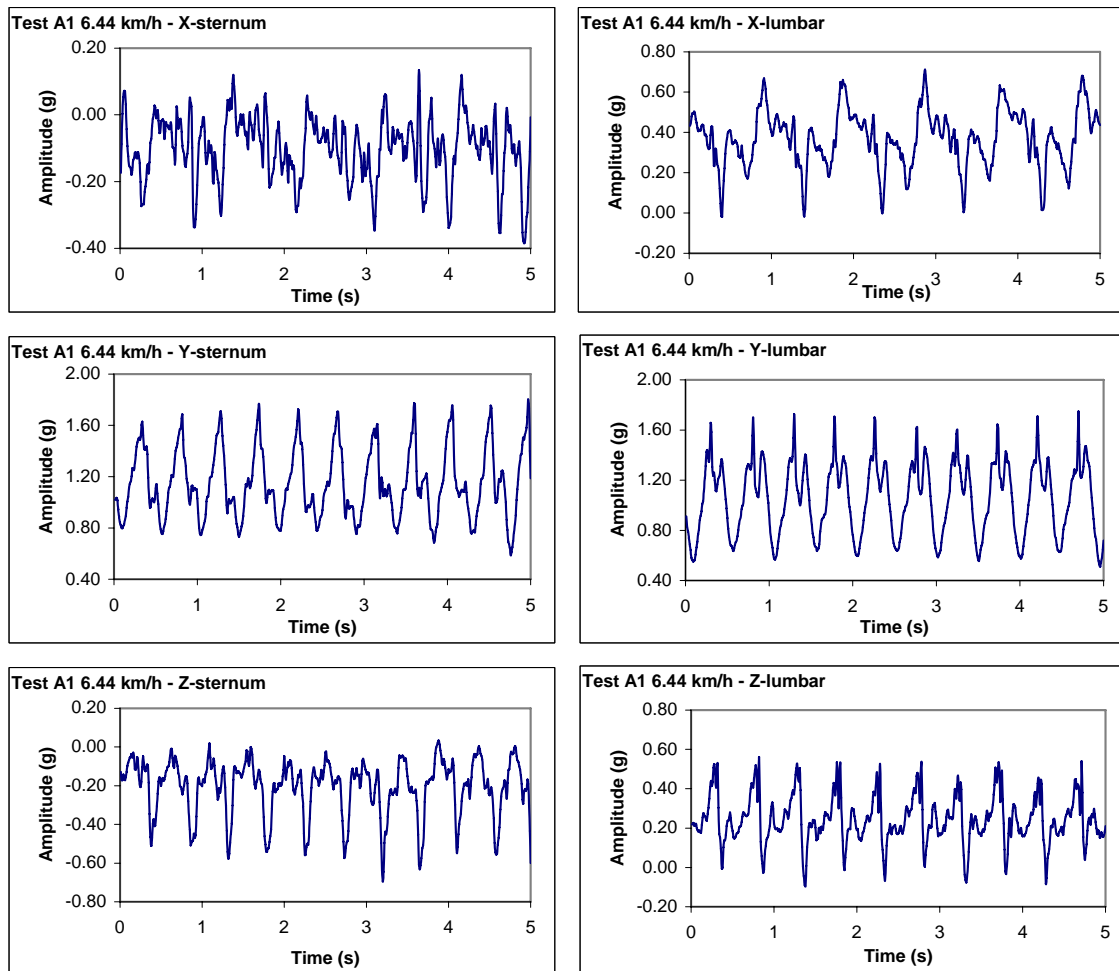 Test A1 6.44 km/h - X-sternum
0.20
0.00
-0.20
-0.40
Amplitude (g)
0 1 2 3 4 5
Time (s)
Test A1 6.44 km/h - X-lumbar
0.80
0.60
0.40
0.20
0.00
-0.20
Amplitude (g)
0 1 2 3 4 5
Time (s)
Test A1 6.44 km/h - Y-sternum
2.00
1.60
1.20
0.80
0.40
Amplitude (g)
0 1 2 3 4 5
Time (s)
Test A1 6.44 km/h - Y-lumbar
2.00
1.60
1.20
0.80
0.40
Amplitude (g)
0 1 2 3 4 5
Time (s)
Test A1 6.44 km/h - Z-sternum
0.20
0.00
-0.20
-0.40
-0.60
-0.80
Amplitude (g)
0 1 2 3 4 5
Time (s)
Test A1 6.44 km/h - Z-lumbar
0.80
0.60
0.40
0.20
0.00
-0.20
Amplitude (g)
0 1 2 3 4 5
Time (s)